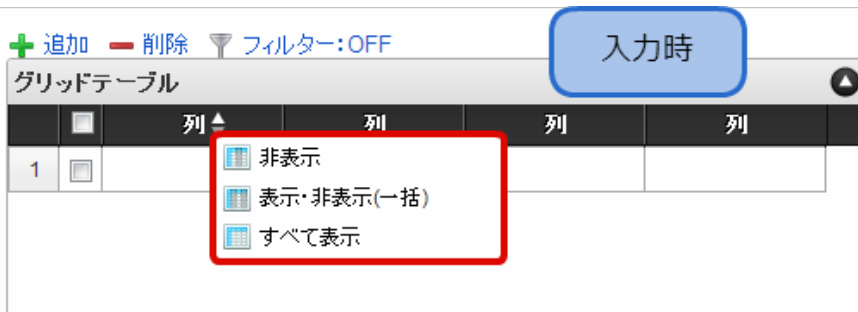 追加 削除 フィルター:OFF
入力時
グリッドテーブル
列 列 列 列
1
非表示
表示・非表示(一括)
すべて表示